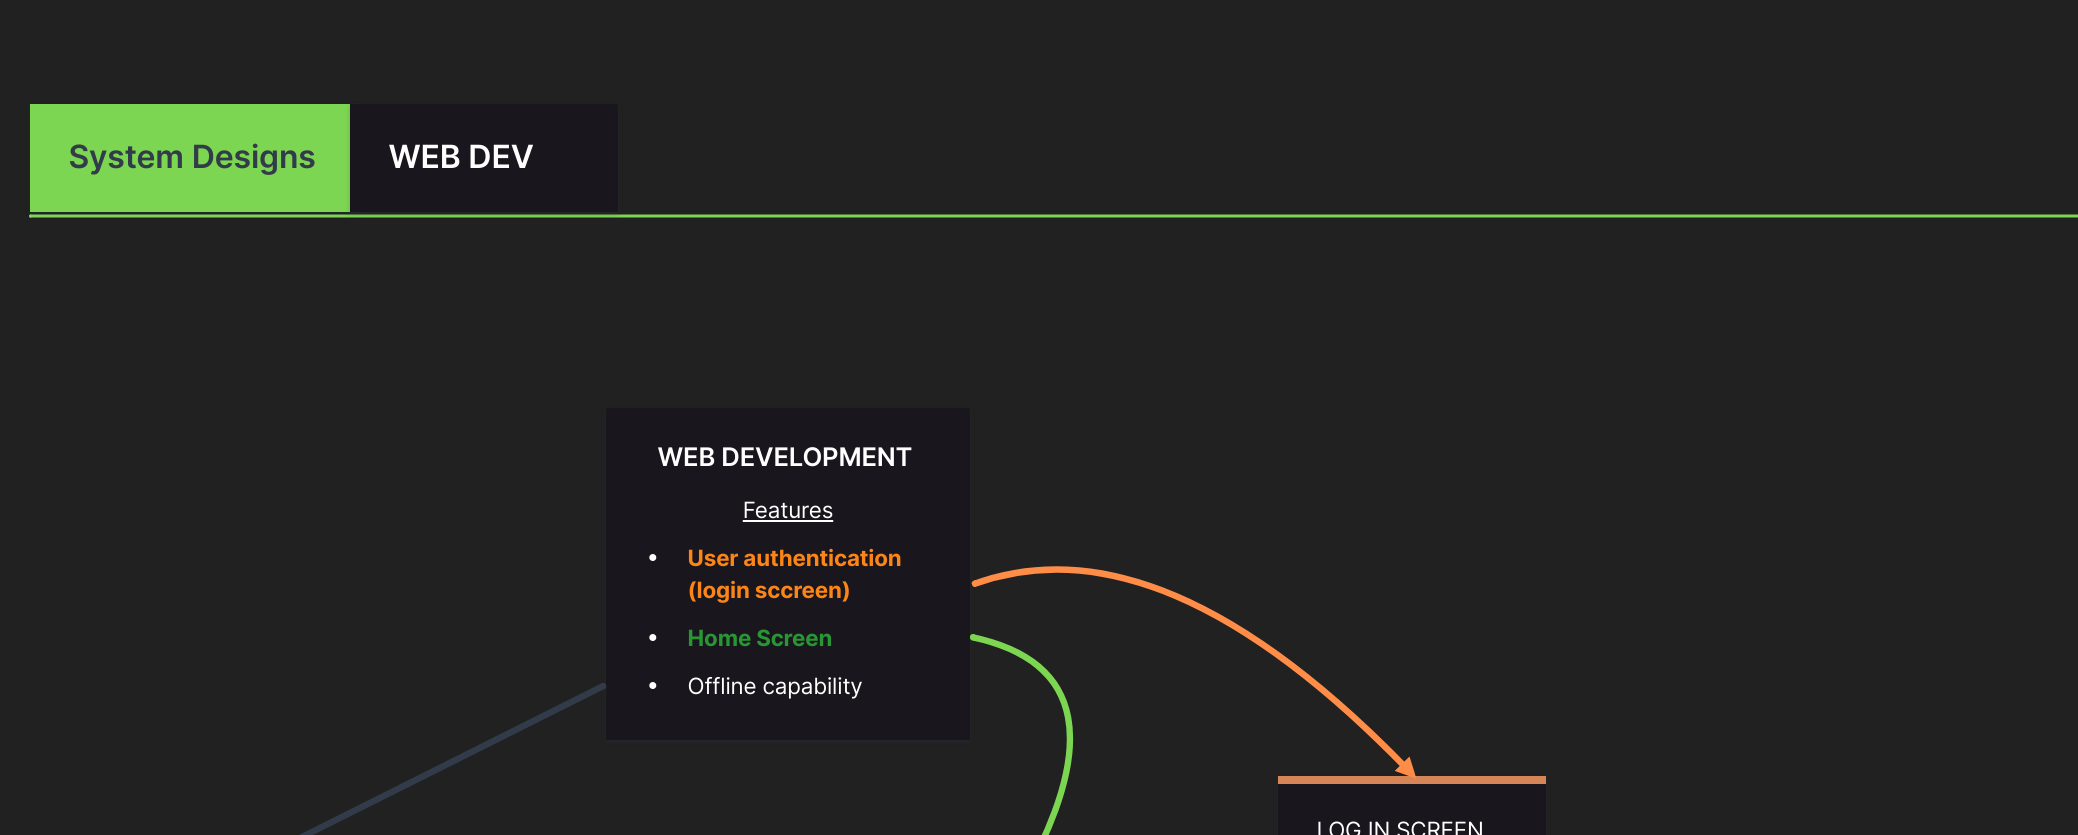 System Designs
WEB DEV
WEB DEVELOPMENT
Features
• User authentication
(login sccreen)
• Home Screen
• Offline capability
LOG IN SCREEN